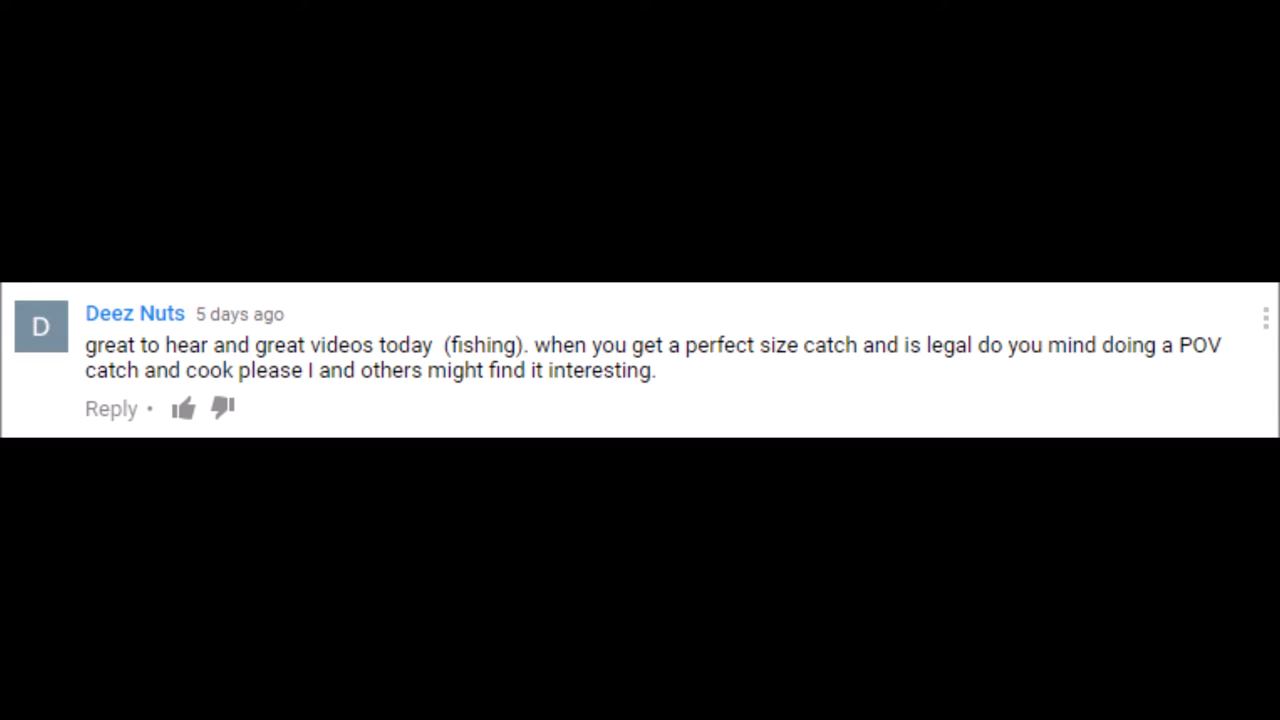 D
Deez Nuts 5 days ago
great to hear and great videos today  (fishing). when you get a perfect size catch and is legal do you mind doing a POV
catch and cook please I and others might find it interesting.
Reply •